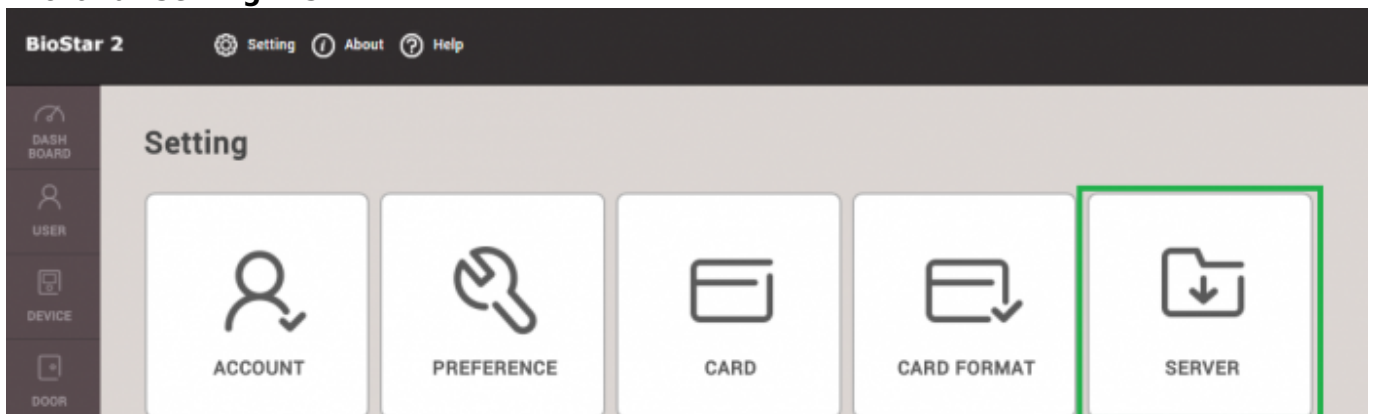 BioStar 2 Setting About Help
DASH
BOARD
Setting
USER
DEVICE
ACCOUNT PREFERENCE CARD CARD FORMAT SERVER
DOOR